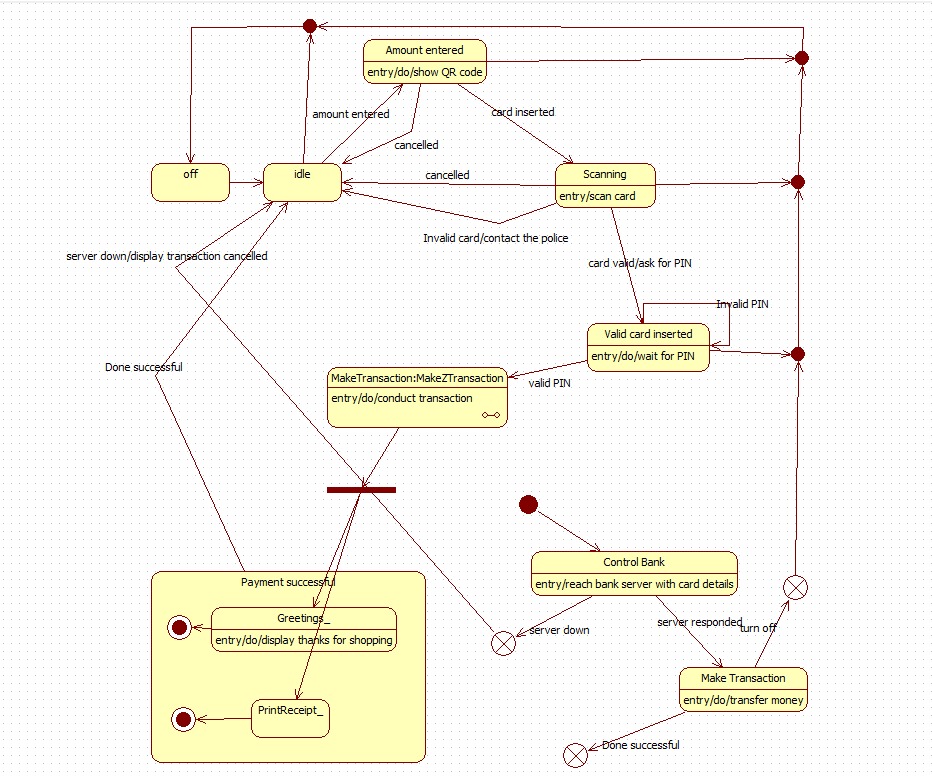 Amount entered
entry/do/show QR code
amount entered
card inserted
cancelled
off
idle
cancelled
Scanning
entry/scan card
Invalid card/contact the police
server down/display transaction cancelled
card valid/ask for PIN
Invalid PIN
Valid card inserted
entry/do/wait for PIN
Done successful
MakeTransaction:MakeZTransaction
entry/do/conduct transaction
valid PIN
Control Bank
entry/reach bank server with card details
Payment successful
Greetings_
entry/do/display thanks for shopping
server down
server responded
turn off
Make Transaction
entry/do/transfer money
PrintReceipt_
Done successful